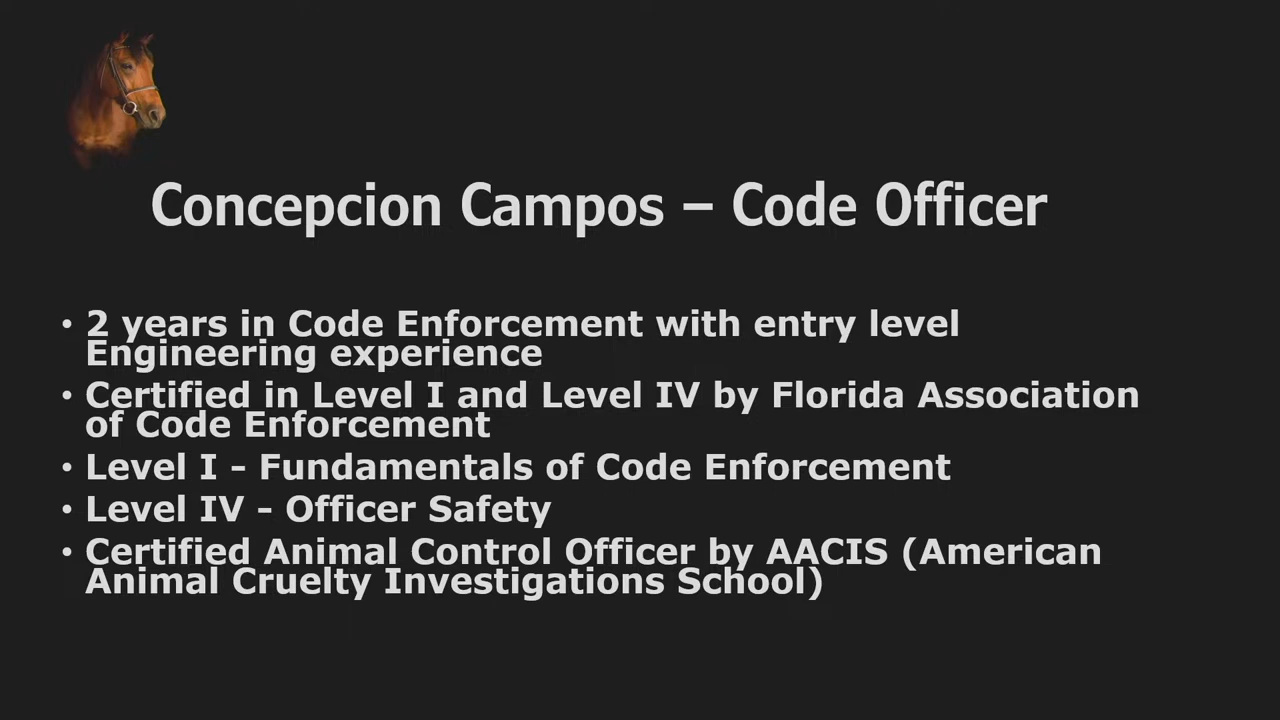 Concepcion Campos – Code Officer
• 2 years in Code Enforcement with entry level
Engineering experience
• Certified in Level I and Level IV by Florida Association
of Code Enforcement
• Level I - Fundamentals of Code Enforcement
• Level IV - Officer Safety
• Certified Animal Control Officer by AACIS (American
Animal Cruelty Investigations School)